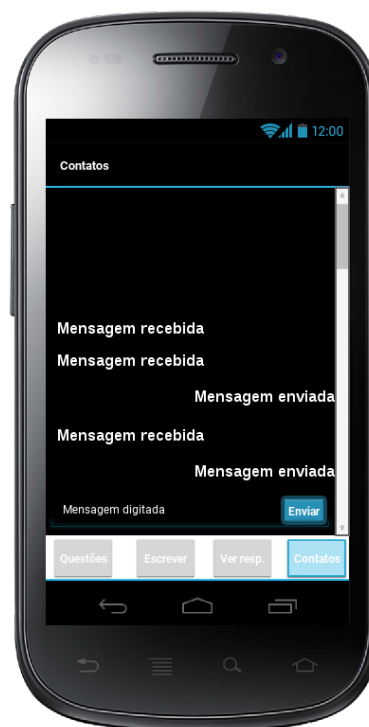 12:00
Contatos
Mensagem recebida
Mensagem recebida
Mensagem enviada
Mensagem recebida
Mensagem enviada
Mensagem digitada Enviar
Questões Escrever Ver resp. Contatos